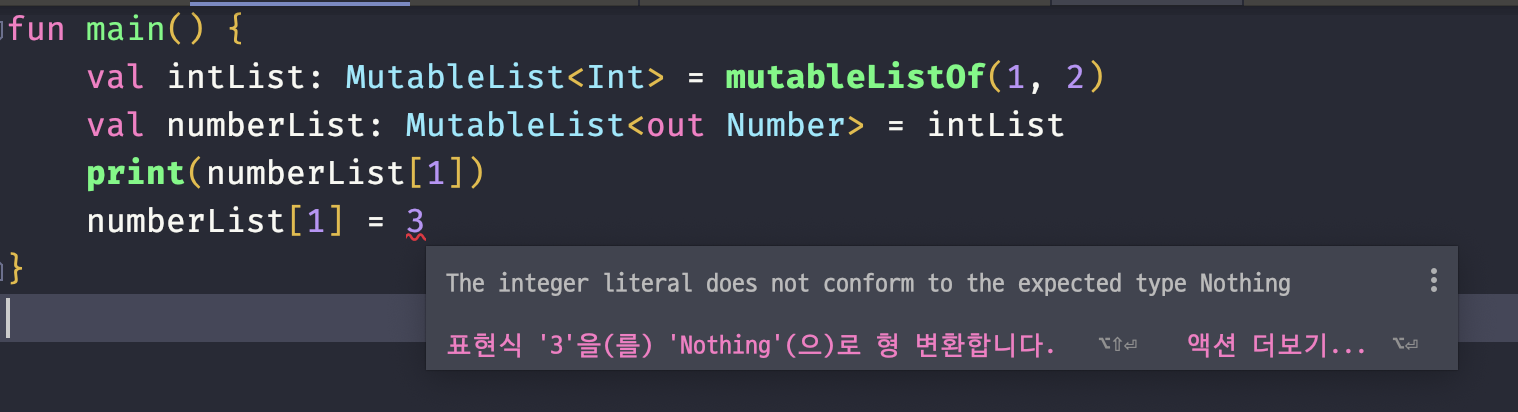 fun main() {
    val intList: MutableList<Int> = mutableListOf(1, 2)
    val numberList: MutableList<out Number> = intList
    print(numberList[1])
    numberList[1] = 3
}
The integer literal does not conform to the expected type Nothing
표현식 '3'을(를) 'Nothing'(으)로 형 변환합니다. ⌥⇧⏎ 액션 더보기... ⌥⏎